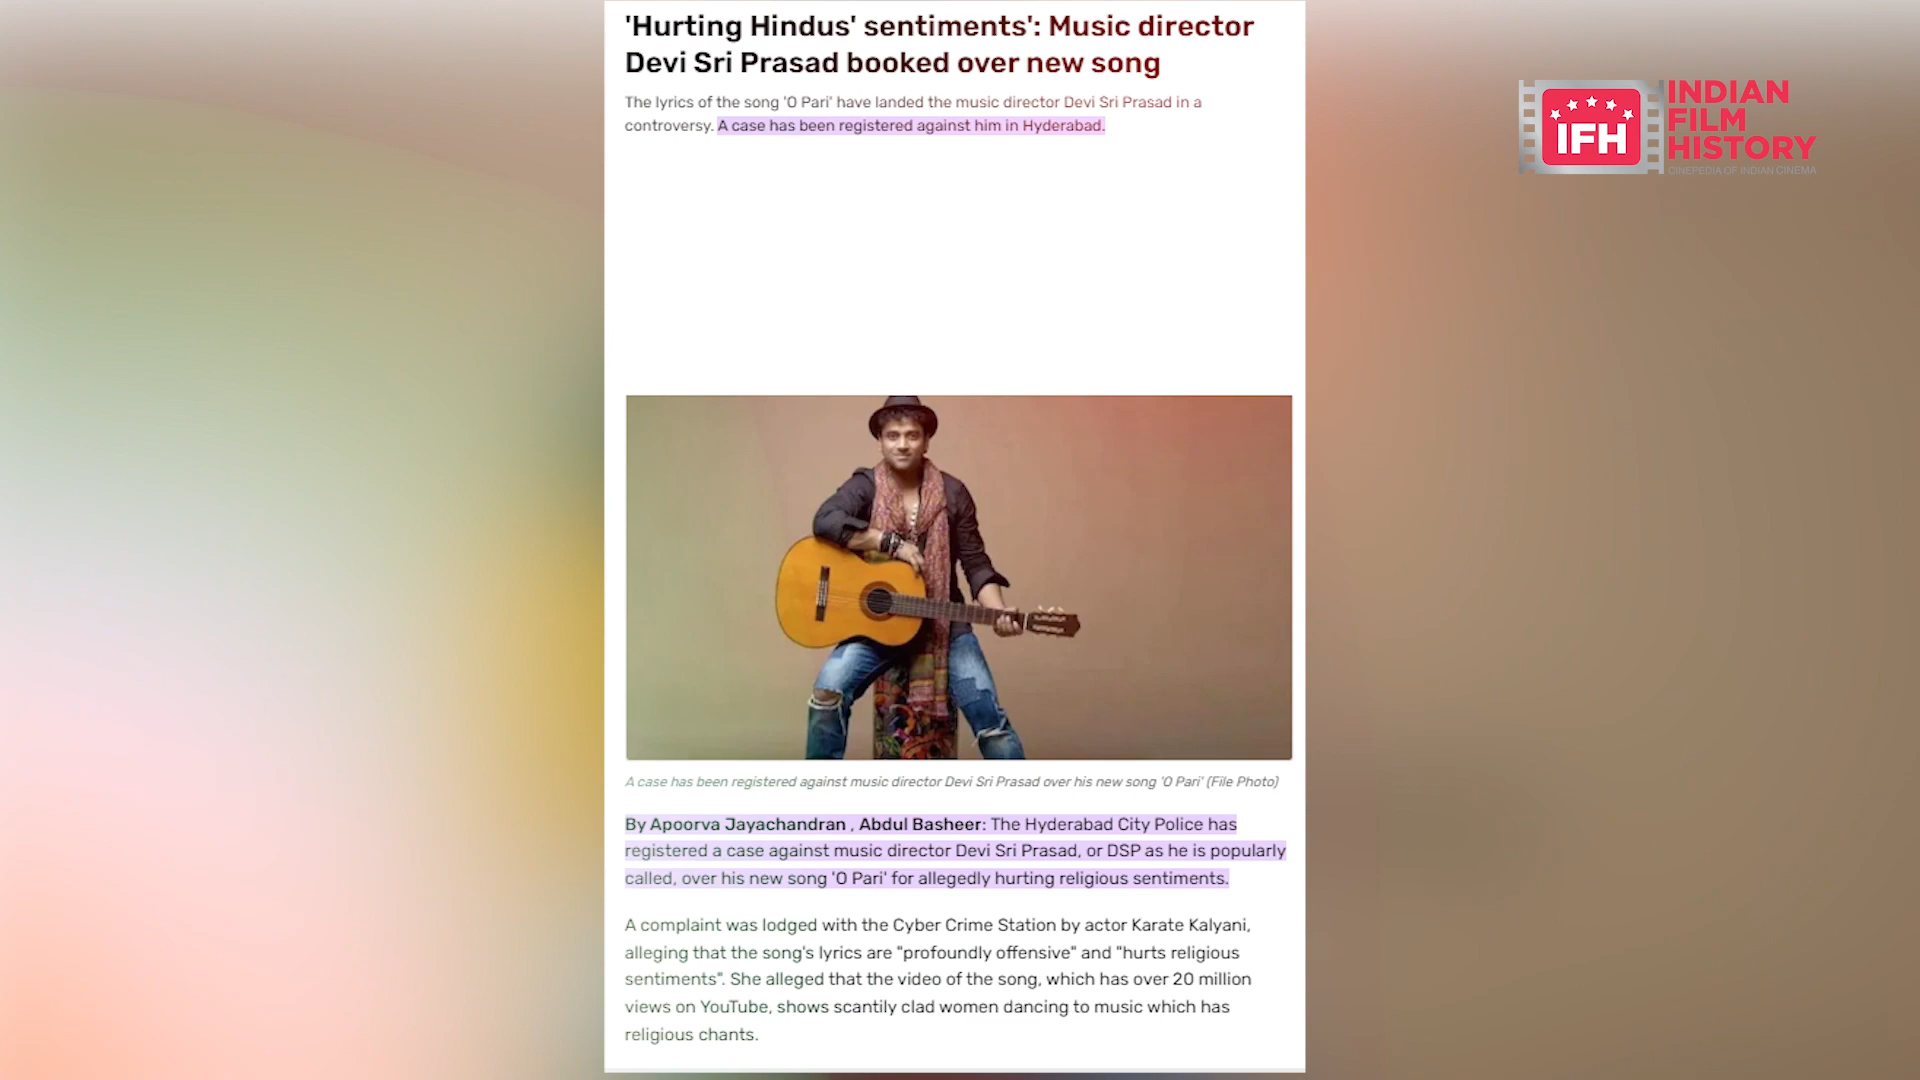 'Hurting Hindus' sentiments': Music director
Devi Sri Prasad booked over new song
The lyrics of the song 'O Pari' have landed the music director Devi Sri Prasad in a
controversy. A case has been registered against him in Hyderabad.
IFH
INDIAN
FILM
HISTORY
CINEPEDIA OF INDIAN CINEMA
A case has been registered against music director Devi Sri Prasad over his new song 'O Pari' (File Photo)
By Apoorva Jayachandran , Abdul Basheer: The Hyderabad City Police has
registered a case against music director Devi Sri Prasad, or DSP as he is popularly
called, over his new song 'O Pari' for allegedly hurting religious sentiments.
A complaint was lodged with the Cyber Crime Station by actor Karate Kalyani,
alleging that the song's lyrics are "profoundly offensive" and "hurts religious
sentiments". She alleged that the video of the song, which has over 20 million
views on YouTube, shows scantily clad women dancing to music which has
religious chants.